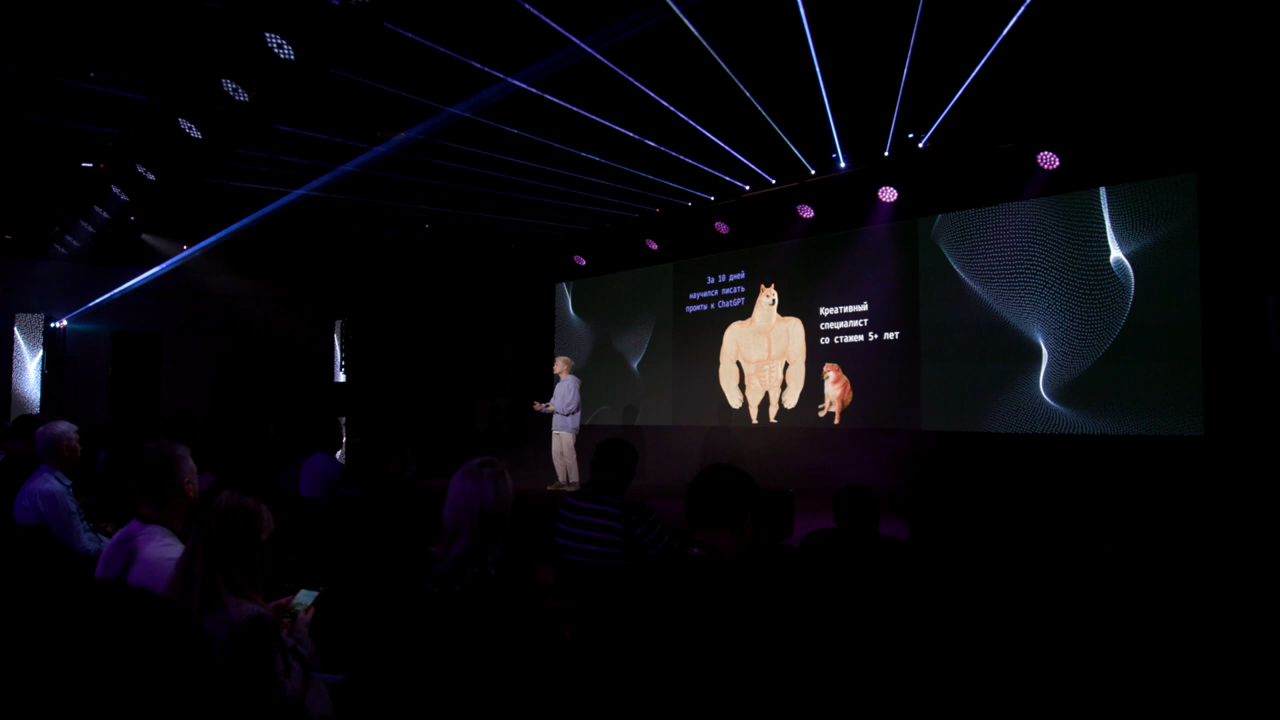 За 10 дней
научился писать
промты к ChatGPT
Креативный
специалист
со стажем 5+ лет